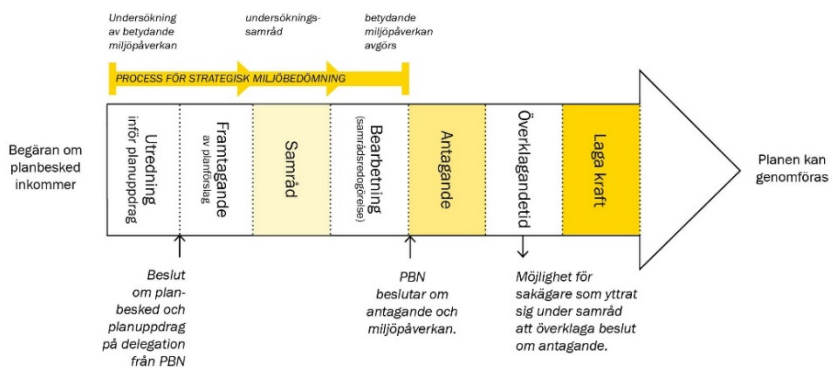 Undersökning
av betydande
miljöpåverkan
undersöknings-
samråd
betydande
miljöpåverkan
avgörs
PROCESS FÖR STRATEGISK MILJÖBEDÖMNING
Begäran om
planbesked
inkommer
Utredning
inför planuppdrag
Framtagande
av planförslag
Samråd
Bearbetning
(samrådsredogörelse)
Antagande
Överklagandetid
Laga kraft
Planen kan
genomföras
Beslut
om plan-
besked och
planuppdrag
på delegation
från PBN
PBN
beslutar om
antagande och
miljöpåverkan.
Möjlighet för
sakägare som yttrat
sig under samråd
att överklaga beslut
om antagande.